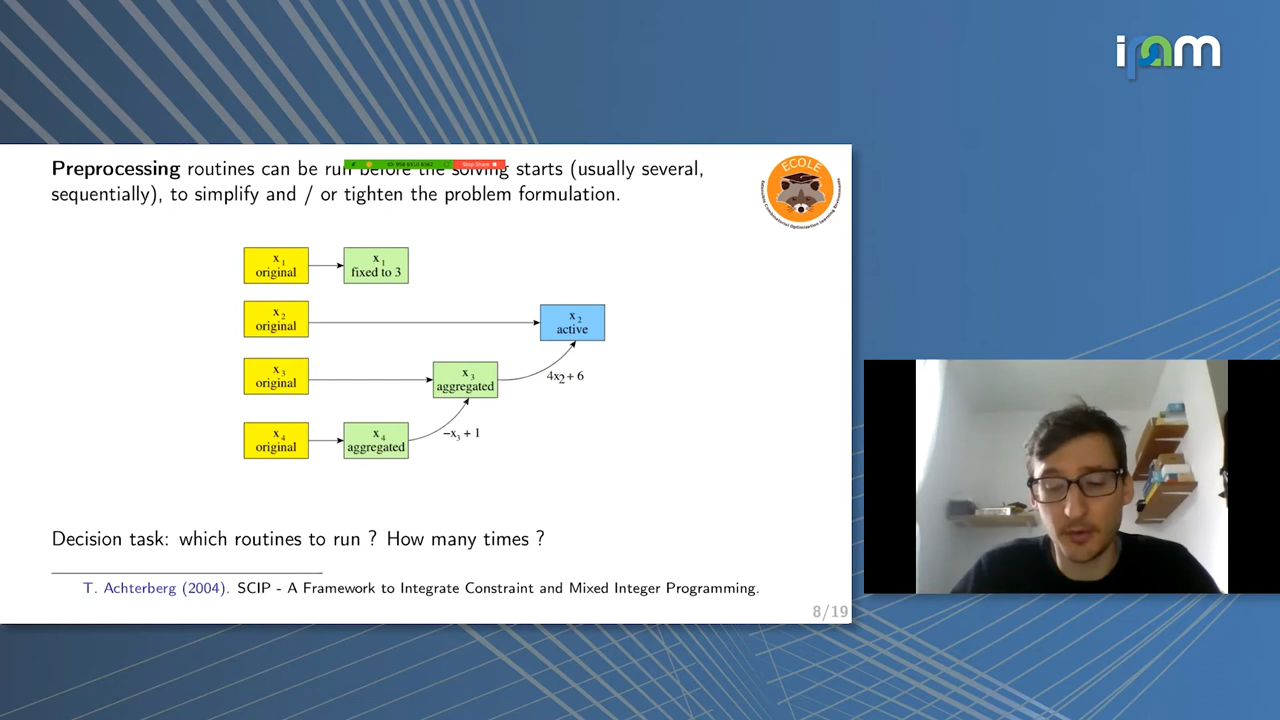 ipam
Preprocessing routines can be run before the solving starts (usually several,
sequentially), to simplify and / or tighten the problem formulation.
Stop Share
ECOLE
x1
original
x1
fixed to 3
x2
original
x2
active
x3
original
x3
aggregated
4x2 + 6
x4
original
x4
aggregated
−x3 + 1
Decision task: which routines to run ? How many times ?
T. Achterberg (2004). SCIP - A Framework to Integrate Constraint and Mixed Integer Programming.
8/19